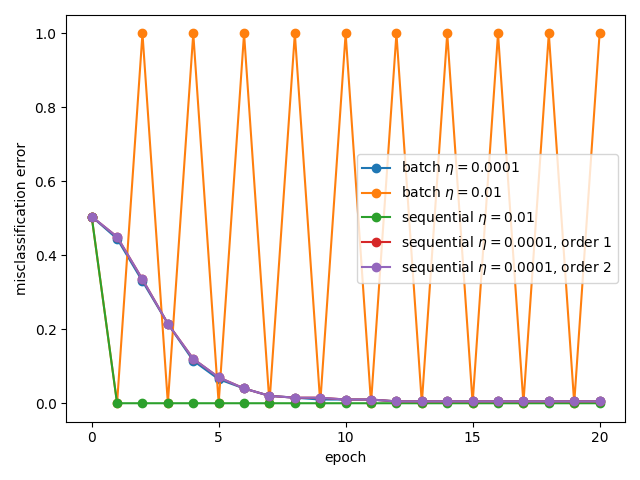 1.0
0.8
0.6
0.4
0.2
0.0
misclassification error
batch η = 0.0001
batch η = 0.01
sequential η = 0.01
sequential η = 0.0001, order 1
sequential η = 0.0001, order 2
0 5 10 15 20
epoch